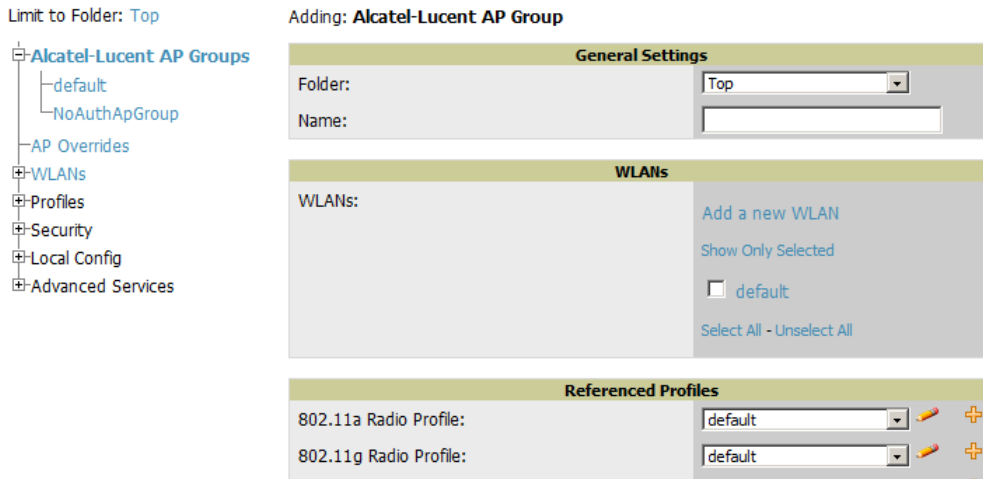 Limit to Folder: Top
Alcatel-Lucent AP Groups
default
NoAuthApGroup
AP Overrides
WLANs
Profiles
Security
Local Config
Advanced Services
Adding: Alcatel-Lucent AP Group
General Settings
Folder: Top
Name:
WLANs
WLANs:
Add a new WLAN
Show Only Selected
default
Select All - Unselect All
Referenced Profiles
802.11a Radio Profile: default
802.11g Radio Profile: default